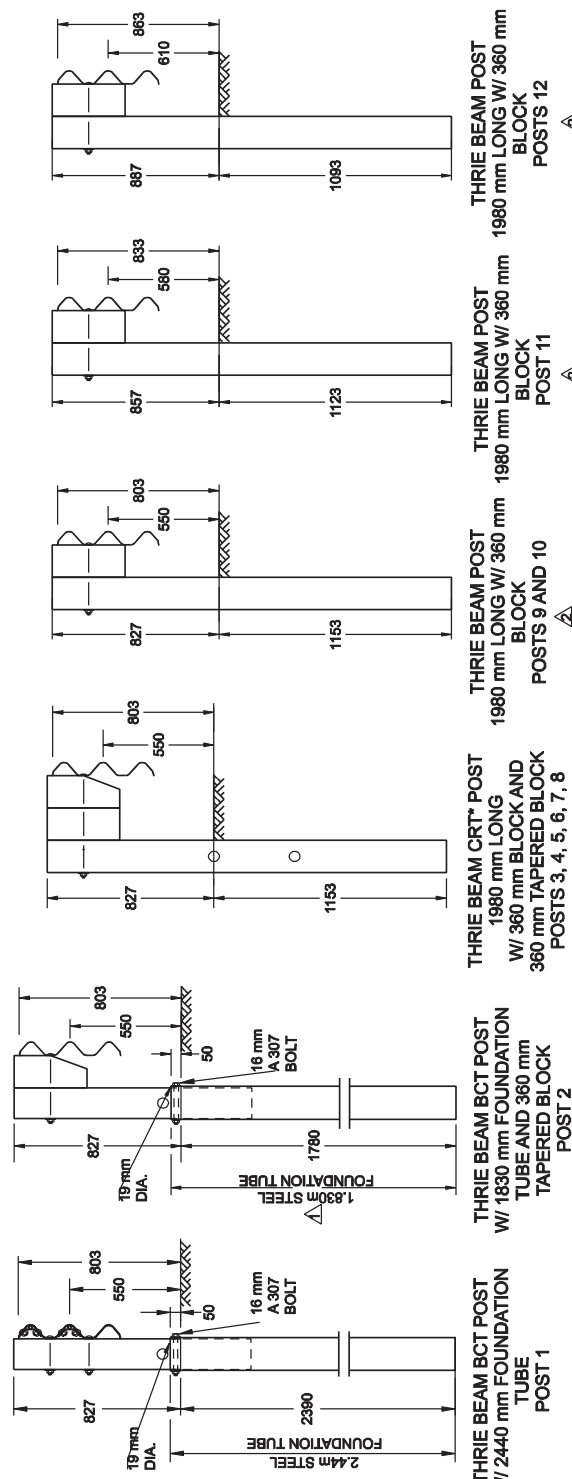 827
2390
2.44m STEEL
FOUNDATION TUBE
19 mm
DIA.
803
550
50
16 mm
A 307
BOLT
THRIE BEAM BCT POST
W/ 2440 mm FOUNDATION
TUBE
POST 1
827
1780
1.830m STEEL
FOUNDATION TUBE
1
19 mm
DIA.
803
550
50
16 mm
A 307
BOLT
THRIE BEAM BCT POST
W/ 1830 mm FOUNDATION
TUBE AND 360 mm
TAPERED BLOCK
POST 2
827
1153
803
550
THRIE BEAM CRT* POST
1980 mm LONG
W/ 360 mm BLOCK AND
360 mm TAPERED BLOCK
POSTS 3, 4, 5, 6, 7, 8
827
1153
803
550
THRIE BEAM POST
1980 mm LONG W/ 360 mm
BLOCK
POSTS 9 AND 10
2
857
1123
833
580
THRIE BEAM POST
1980 mm LONG W/ 360 mm
BLOCK
POST 11
887
1093
863
610
THRIE BEAM POST
1980 mm LONG W/ 360 mm
BLOCK
POSTS 12